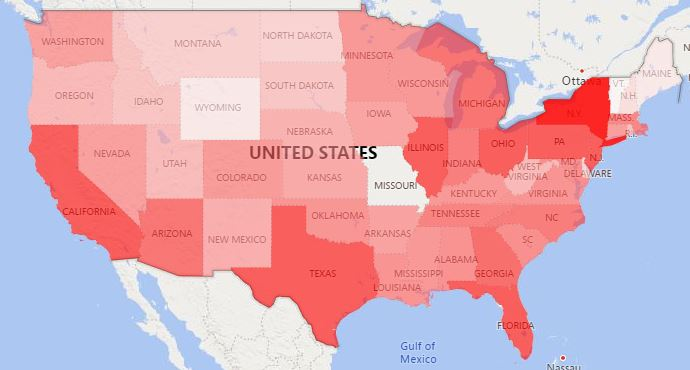 WASHINGTON
MONTANA
NORTH DAKOTA
MINNESOTA
OREGON
IDAHO
WYOMING
SOUTH DAKOTA
WISCONSIN
MICHIGAN
Ottawa
N.Y.
VT.
N.H.
MAINE
MASS.
R.I.
NEVADA
UTAH
COLORADO
NEBRASKA
IOWA
UNITED STATES
KANSAS
MISSOURI
ILLINOIS
INDIANA
OHIO
PA
N.J.
MD.
DELAWARE
WEST
VIRGINIA
VIRGINIA
KENTUCKY
CALIFORNIA
ARIZONA
NEW MEXICO
OKLAHOMA
ARKANSAS
TENNESSEE
NC
SC
TEXAS
LOUISIANA
MISSISSIPPI
ALABAMA
GEORGIA
FLORIDA
Gulf of
Mexico
Nassau